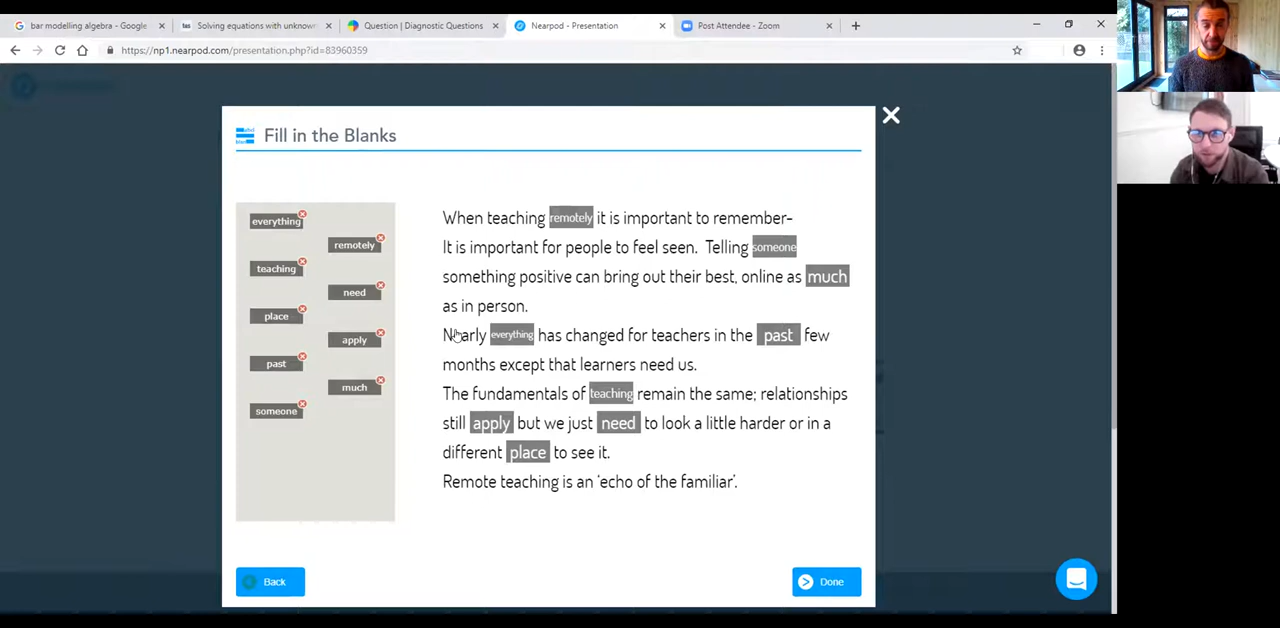 bar modelling algebra - Google
Solving equations with unknown
Question | Diagnostic Questions
Nearpod - Presentation
Post Attendee - Zoom
https://np1.nearpod.com/presentation.php?id=83960359
Fill in the Blanks
everything
remotely
teaching
need
place
apply
past
much
someone
When teaching remotely it is important to remember-
It is important for people to feel seen. Telling someone
something positive can bring out their best, online as much
as in person.
Nearly everything has changed for teachers in the past few
months except that learners need us.
The fundamentals of teaching remain the same; relationships
still apply but we just need to look a little harder or in a
different place to see it.
Remote teaching is an 'echo of the familiar'.
Back
Done